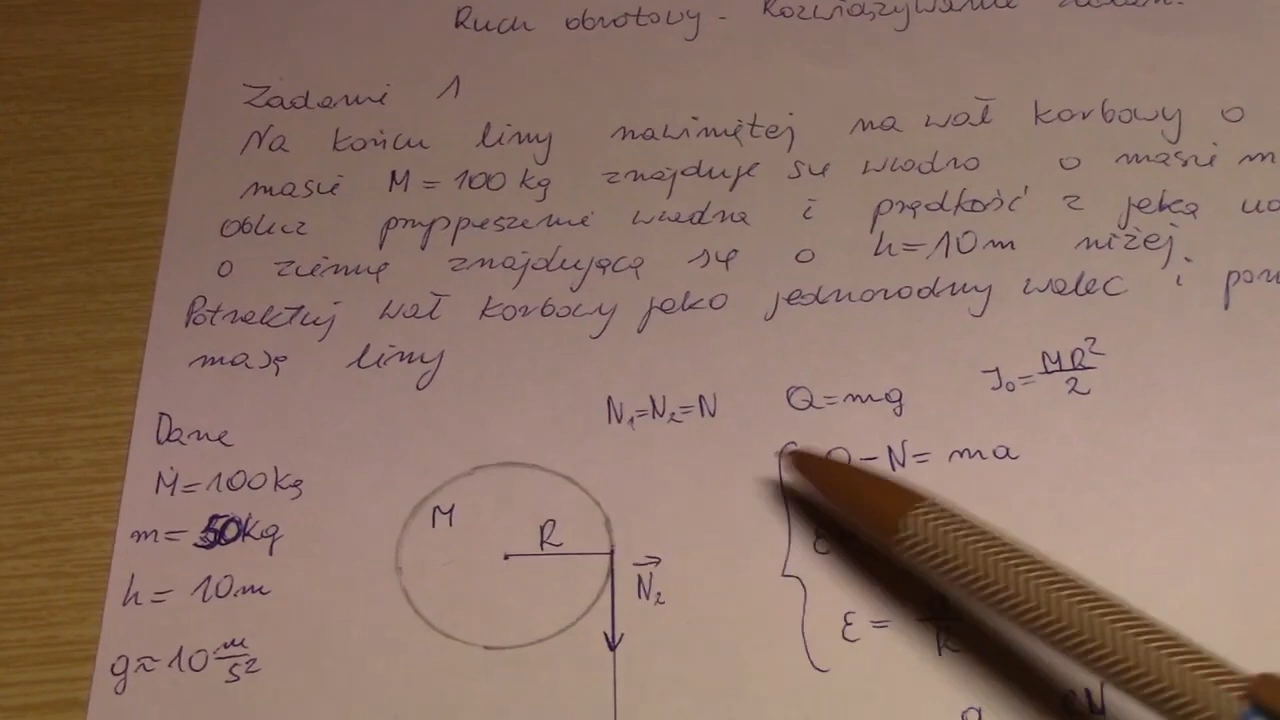 Ruch obrotowy - Rozwiązywanie
Zadanie 1
Na końcu liny nawiniętej na wał korbowy o
masie M = 100 kg znajduje się wiadro o masie m
oblicz przyspieszenie wiadra i prędkość z jaką
o ziemię znajdującą się o h=10m niżej.
Potraktuj wał korbowy jako jednorodny walec i
masę liny
Dane
M=100kg
m=50kg
h=10m
g≈10 m/s²
N₁=N₂=N
Q=mg
J₀=MR²/2
Q-N=ma
ε=
M
R
N₂